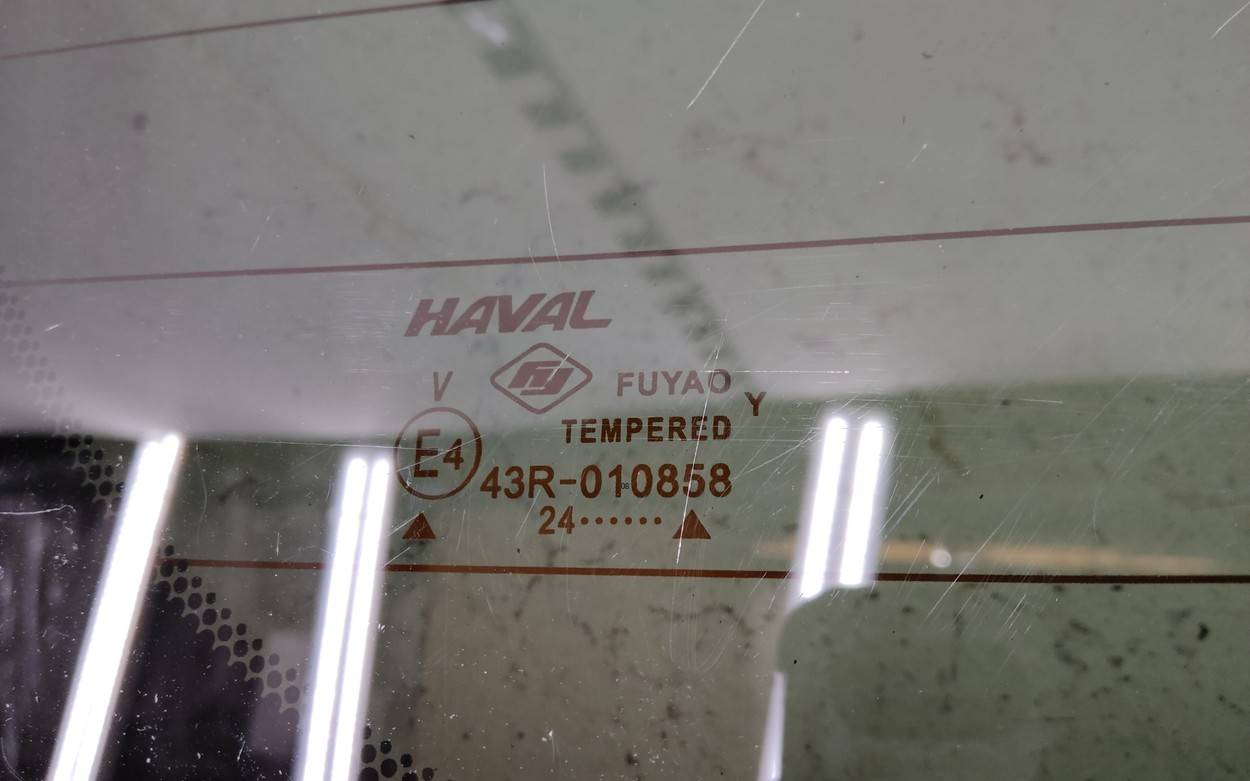 HAVAL
V FUYAO
Y
TEMPERED
E4 43R-010858
24······